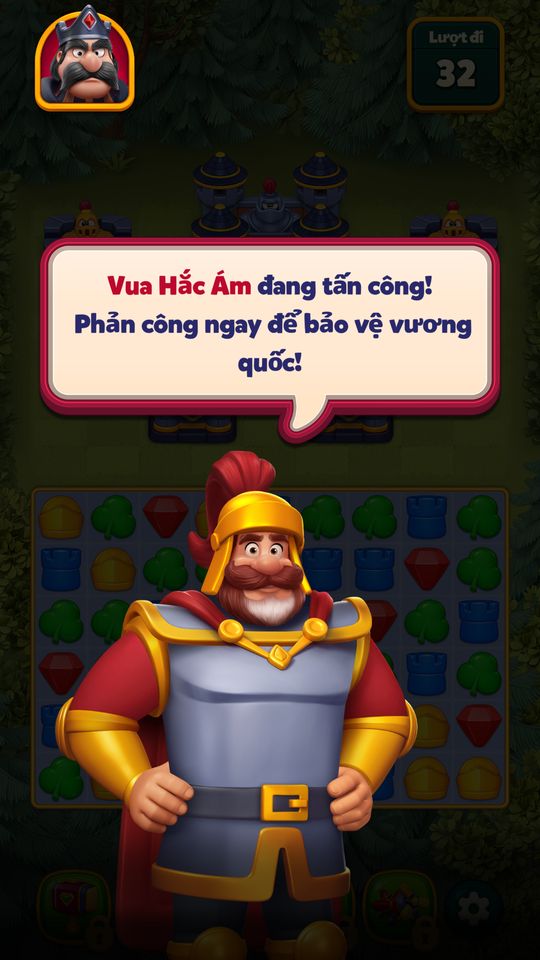 Lượt đi
32
Vua Hắc Ám đang tấn công!
Phản công ngay để bảo vệ vương
quốc!